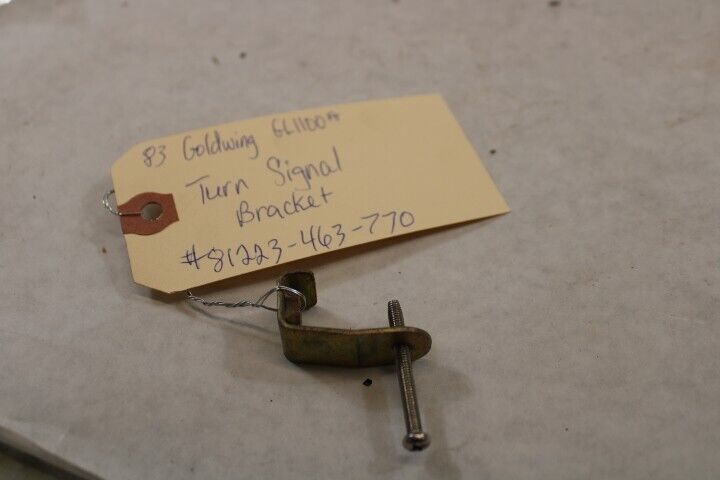 83 Goldwing GL1100A
Turn Signal
Bracket
#81223-463-770